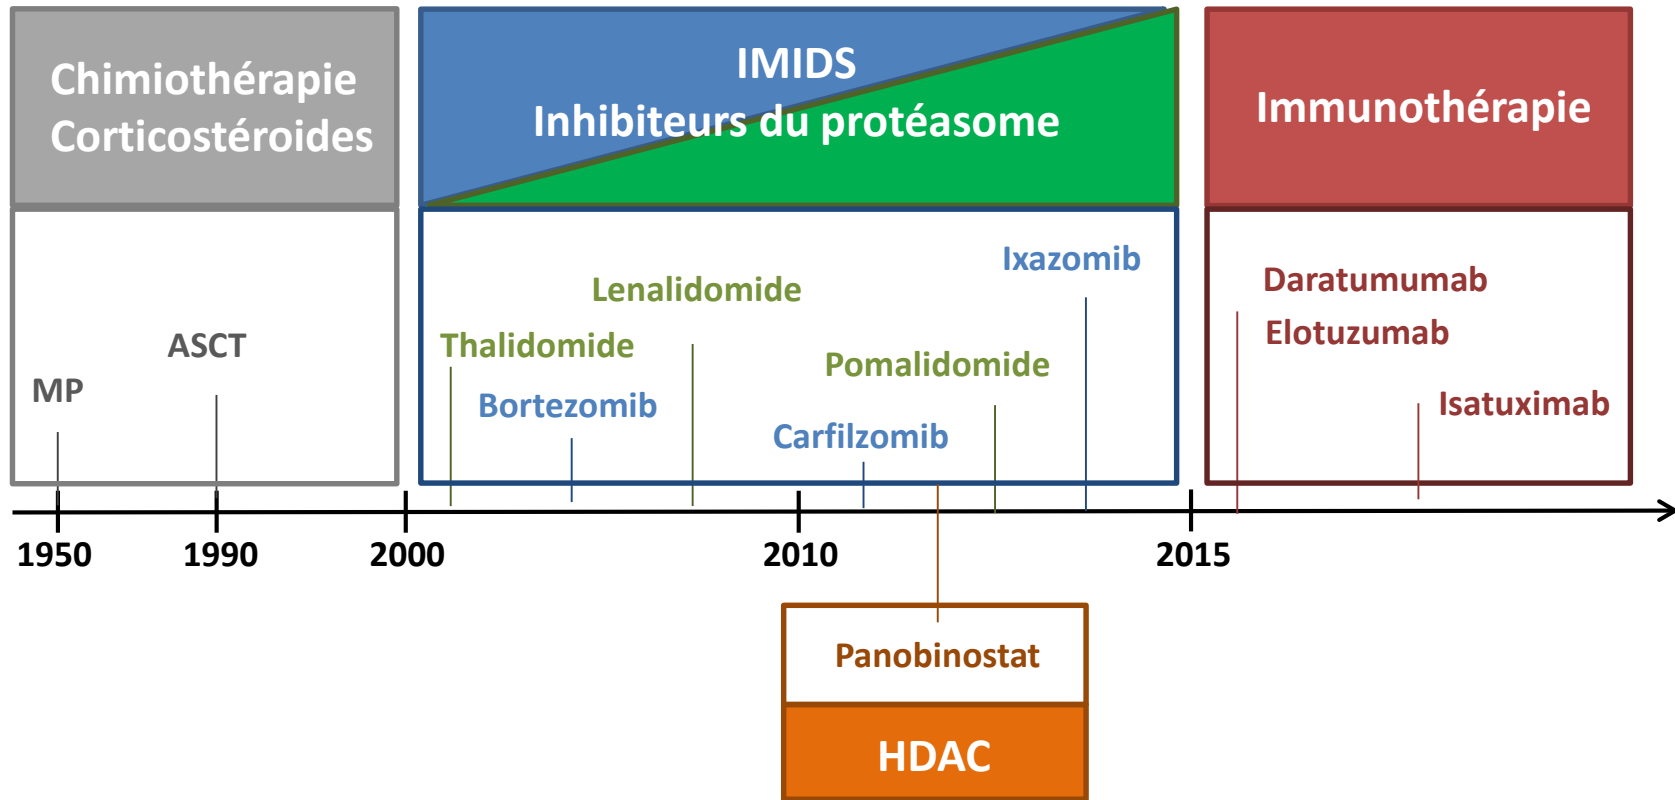 Chimiothérapie
Corticostéroides
IMIDS
Inhibiteurs du protéasome
Immunothérapie
MP
ASCT
Thalidomide
Bortezomib
Lenalidomide
Carfilzomib
Pomalidomide
Ixazomib
Daratumumab
Elotuzumab
Isatuximab
1950
1990
2000
2010
2015
Panobinostat
HDAC